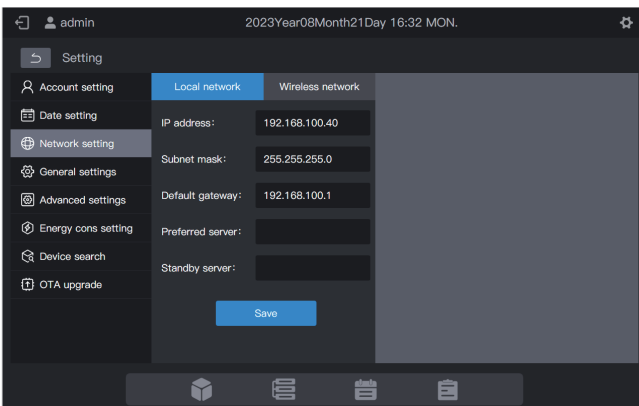 admin
2023Year08Month21Day 16:32 MON.
Setting
Account setting
Date setting
Network setting
General settings
Advanced settings
Energy cons setting
Device search
OTA upgrade
Local network
Wireless network
IP address:
192.168.100.40
Subnet mask:
255.255.255.0
Default gateway:
192.168.100.1
Preferred server:
Standby server:
Save